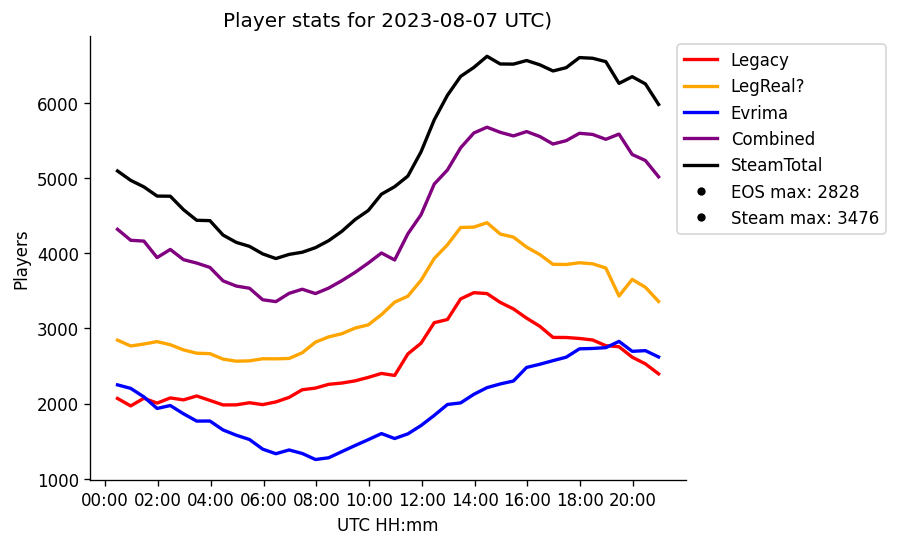 Player stats for 2023-08-07 UTC)
Legacy
LegReal?
Evrima
Combined
SteamTotal
EOS max: 2828
Steam max: 3476
Players
6000
5000
4000
3000
2000
1000
00:00 02:00 04:00 06:00 08:00 10:00 12:00 14:00 16:00 18:00 20:00
UTC HH:mm